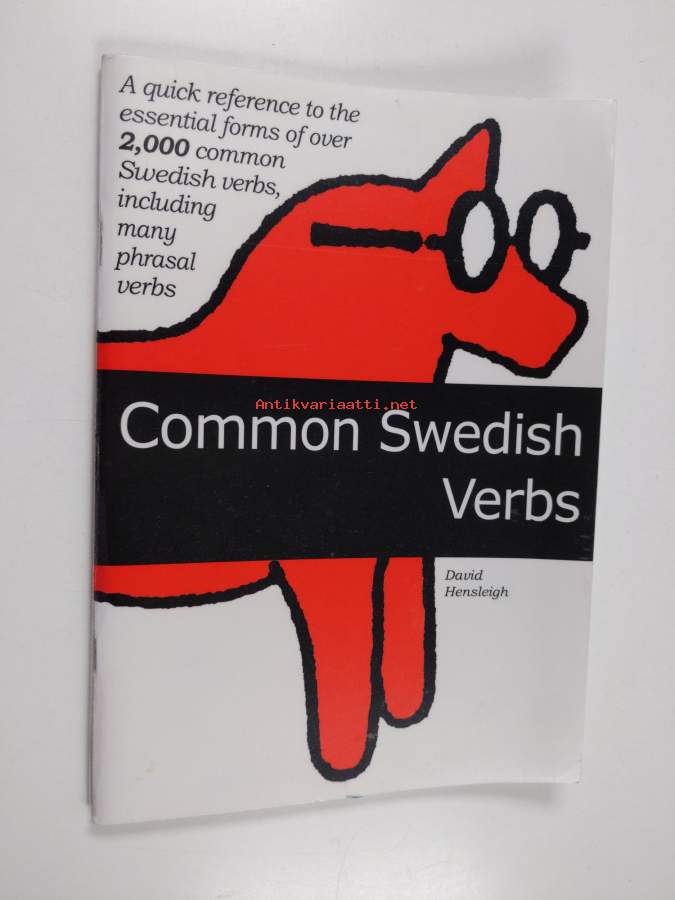 A quick reference to the
essential forms of over
2,000 common
Swedish verbs,
including
many
phrasal
verbs
Antikvariaatti.net
Common Swedish
Verbs
David
Hensleigh